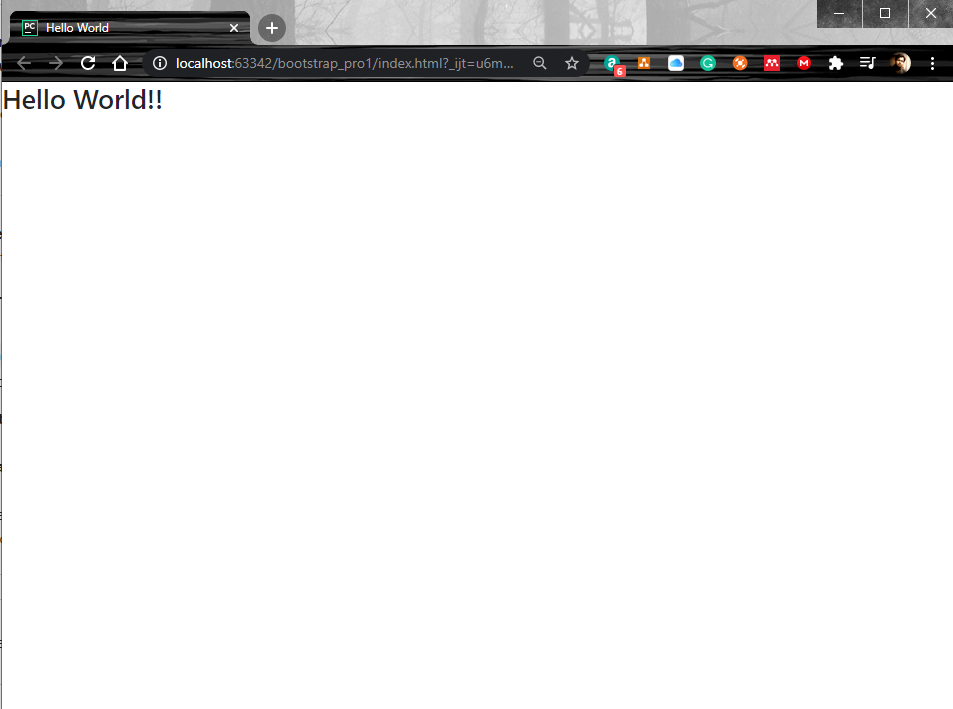 PC Hello World
localhost:63342/bootstrap_pro1/index.html?_ijt=u6m...
6
Hello World!!